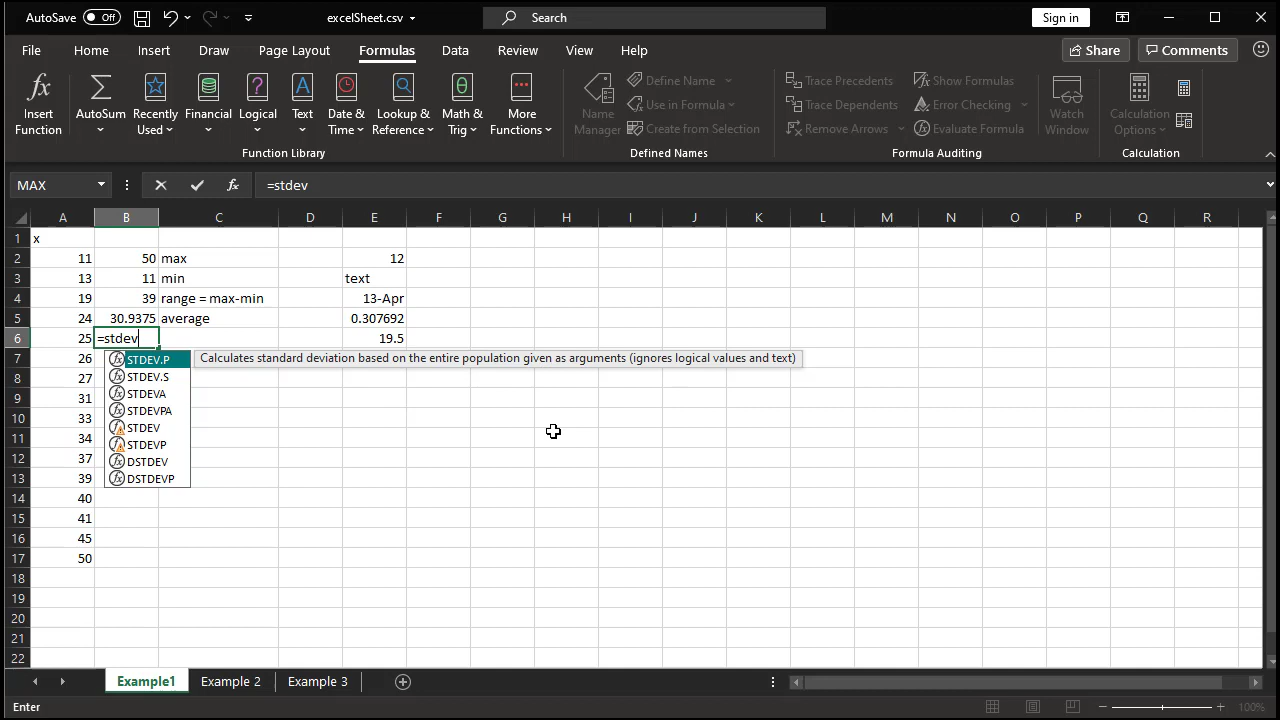 AutoSave Off excelSheet.csv Search Sign in
File Home Insert Draw Page Layout Formulas Data Review View Help Share Comments
Insert Function
AutoSum
Recently Used
Financial
Logical
Text
Date & Time
Lookup & Reference
Math & Trig
More Functions
Function Library
Name Manager
Define Name
Use in Formula
Create from Selection
Defined Names
Trace Precedents
Trace Dependents
Remove Arrows
Show Formulas
Error Checking
Evaluate Formula
Formula Auditing
Watch Window
Calculation Options
Calculation
MAX fx =stdev
A B C D E F G H I J K L M N O P Q R
1 x
2 11 50 max 12
3 13 11 min text
4 19 39 range = max-min 13-Apr
5 24 30.9375 average 0.307692
6 25 =stdev 19.5
7 26 STDEV.P Calculates standard deviation based on the entire population given as arguments (ignores logical values and text)
STDEV.S
8 27 STDEVA
9 31 STDEVPA
10 33 STDEV
11 34 STDEVP
12 37 DSTDEV
13 39 DSTDEVP
14 40
15 41
16 45
17 50
18
19
20
21
22
Example1 Example 2 Example 3
Enter 100%